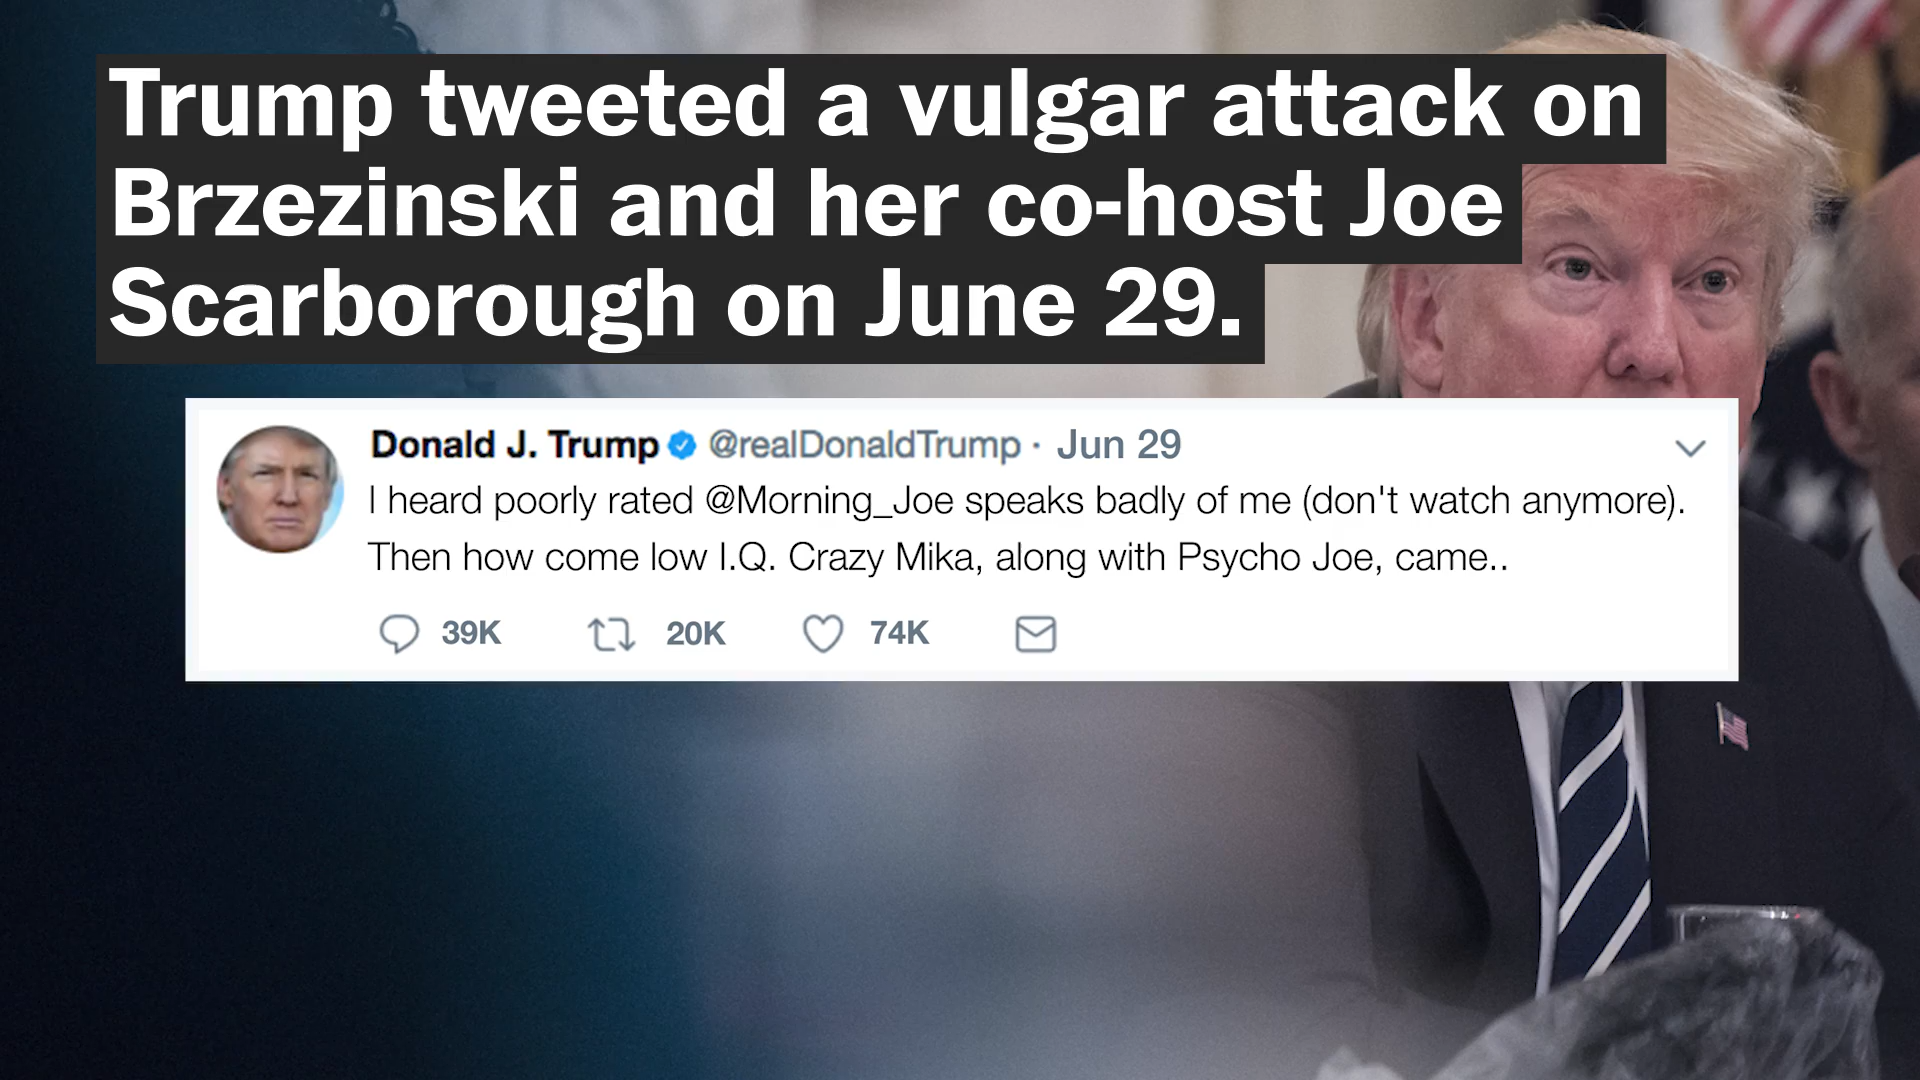 Trump tweeted a vulgar attack on
Brzezinski and her co-host Joe
Scarborough on June 29.
Donald J. Trump @realDonaldTrump · Jun 29
I heard poorly rated @Morning_Joe speaks badly of me (don't watch anymore).
Then how come low I.Q. Crazy Mika, along with Psycho Joe, came..
39K 20K 74K